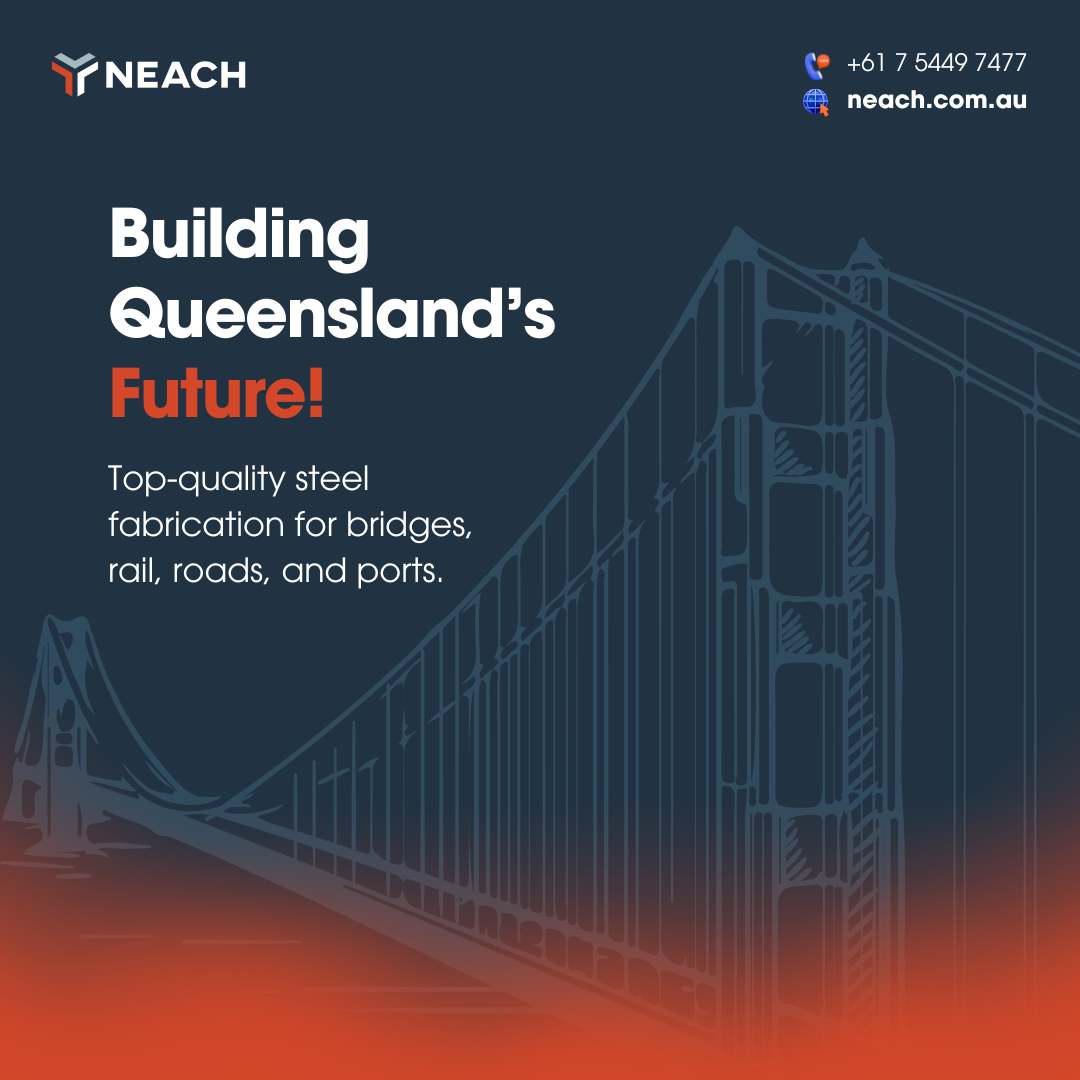 NEACH
+61 7 5449 7477
neach.com.au
Building
Queensland’s
Future!
Top-quality steel
fabrication for bridges,
rail, roads, and ports.